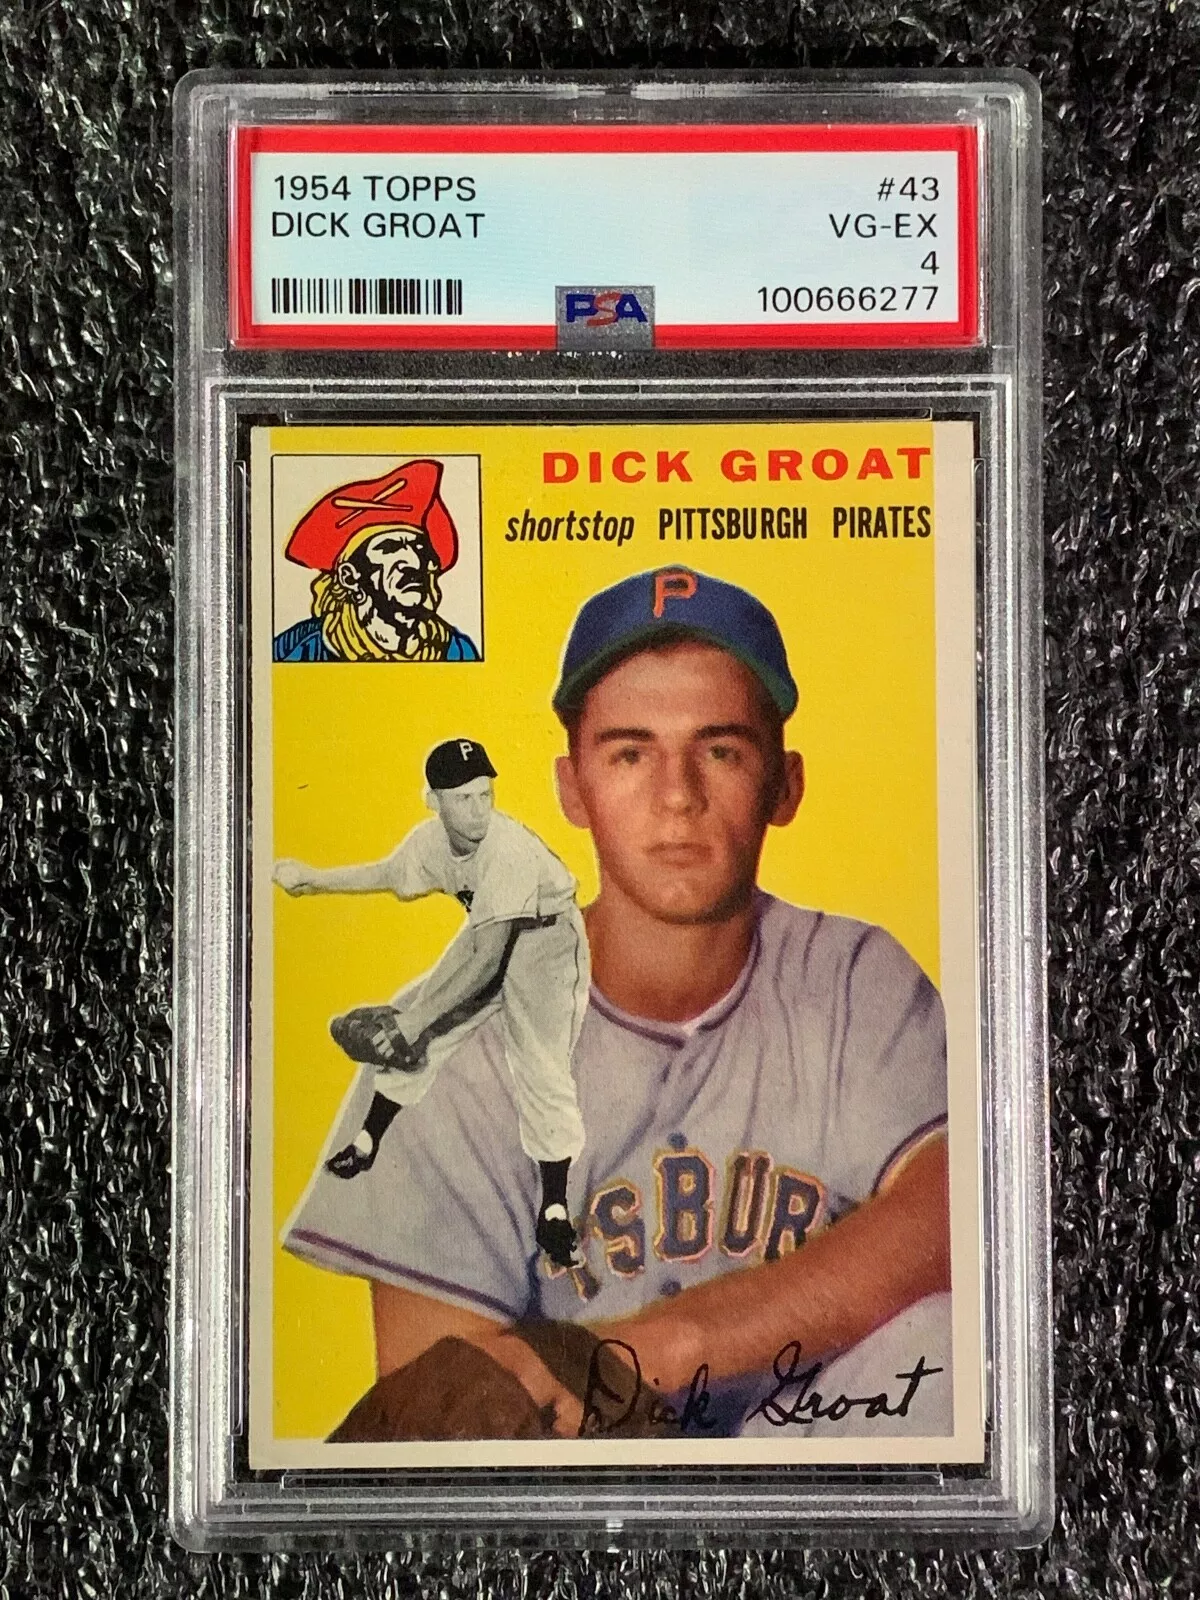 1954 TOPPS #43
DICK GROAT VG-EX
4
PSA 100666277
DICK GROAT
shortstop PITTSBURGH PIRATES
P
P
TSBUR
Dick Groat